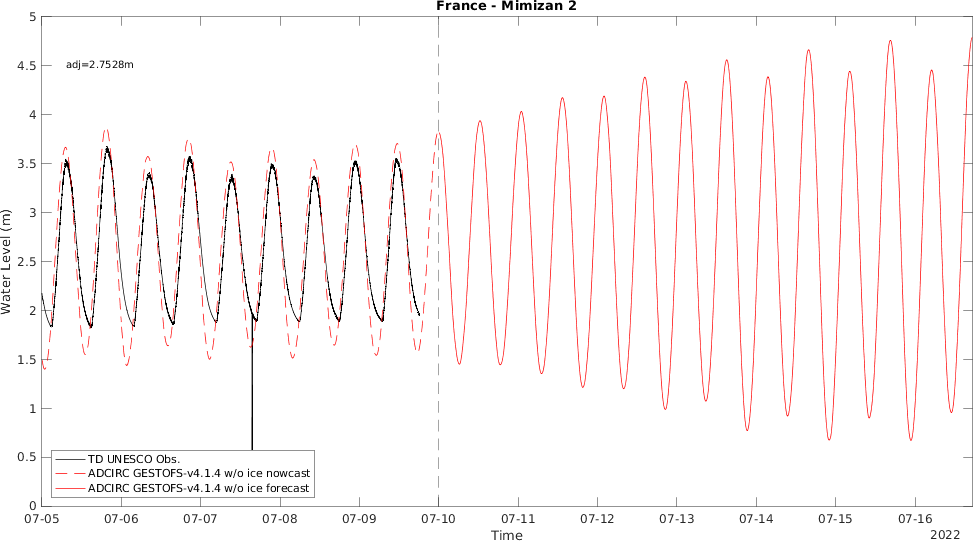 France - Mimizan 2
5
4.5
4
3.5
3
2.5
2
1.5
1
0.5
0
Water Level (m)
adj=2.7528m
TD UNESCO Obs.
ADCIRC GESTOFS-v4.1.4 w/o ice nowcast
ADCIRC GESTOFS-v4.1.4 w/o ice forecast
07-05 07-06 07-07 07-08 07-09 07-10 07-11 07-12 07-13 07-14 07-15 07-16
Time
2022